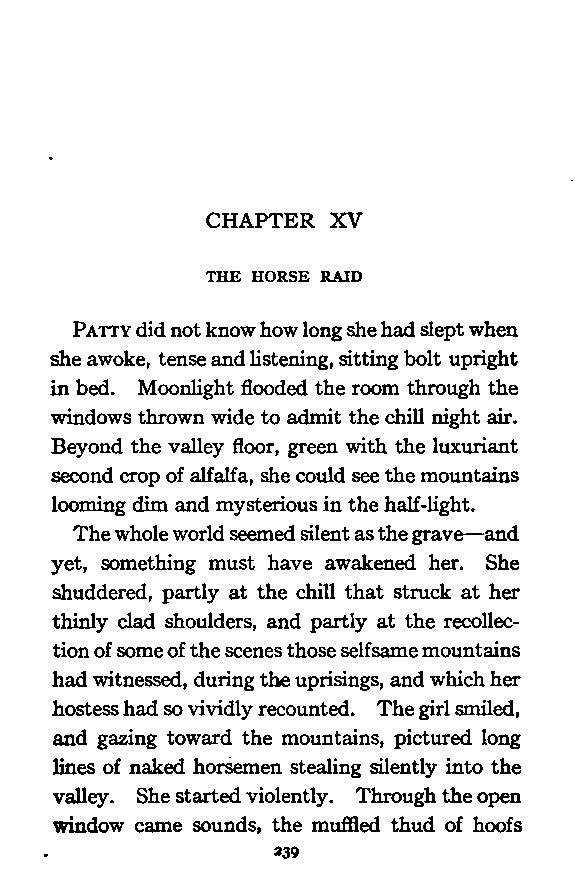 CHAPTER XV
THE HORSE RAID
PATTY did not know how long she had slept when
she awoke, tense and listening, sitting bolt upright
in bed. Moonlight flooded the room through the
windows thrown wide to admit the chill night air.
Beyond the valley floor, green with the luxuriant
second crop of alfalfa, she could see the mountains
looming dim and mysterious in the half-light.
The whole world seemed silent as the grave—and
yet, something must have awakened her. She
shuddered, partly at the chill that struck at her
thinly clad shoulders, and partly at the recollec-
tion of some of the scenes those selfsame mountains
had witnessed, during the uprisings, and which her
hostess had so vividly recounted. The girl smiled,
and gazing toward the mountains, pictured long
lines of naked horsemen stealing silently into the
valley. She started violently. Through the open
window came sounds, the muffled thud of hoofs
239